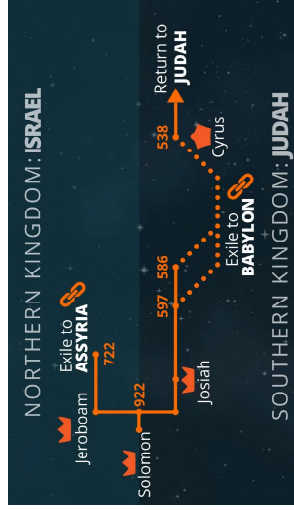 NORTHERN KINGDOM: ISRAEL
Exile to
ASSYRIA
722
Jeroboam
922
Solomon
Josiah
597
586
Exile to
BABYLON
538
Cyrus
Return to
JUDAH
SOUTHERN KINGDOM: JUDAH